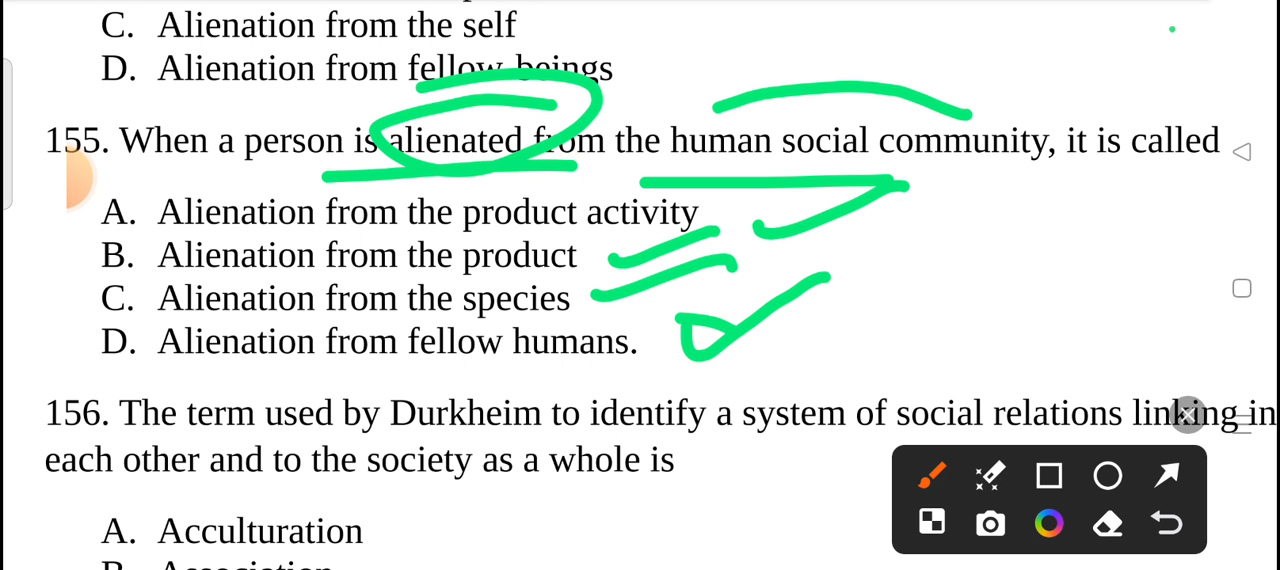 C. Alienation from the self
D. Alienation from fellow beings
155. When a person is alienated from the human social community, it is called
A. Alienation from the product activity
B. Alienation from the product
C. Alienation from the species
D. Alienation from fellow humans.
156. The term used by Durkheim to identify a system of social relations linking in
each other and to the society as a whole is
A. Acculturation
B. Association